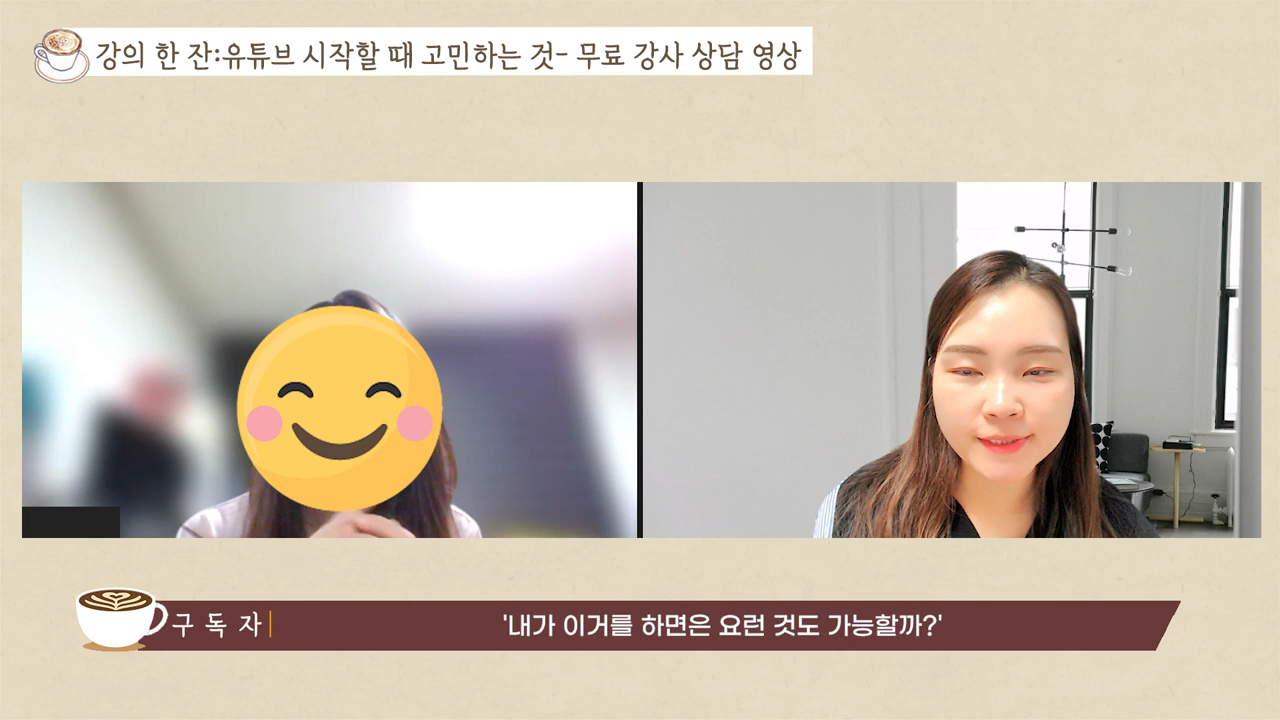 강의 한 잔:유튜브 시작할 때 고민하는 것- 무료 강사 상담 영상
구 독 자
'내가 이거를 하면은 요런 것도 가능할까?'